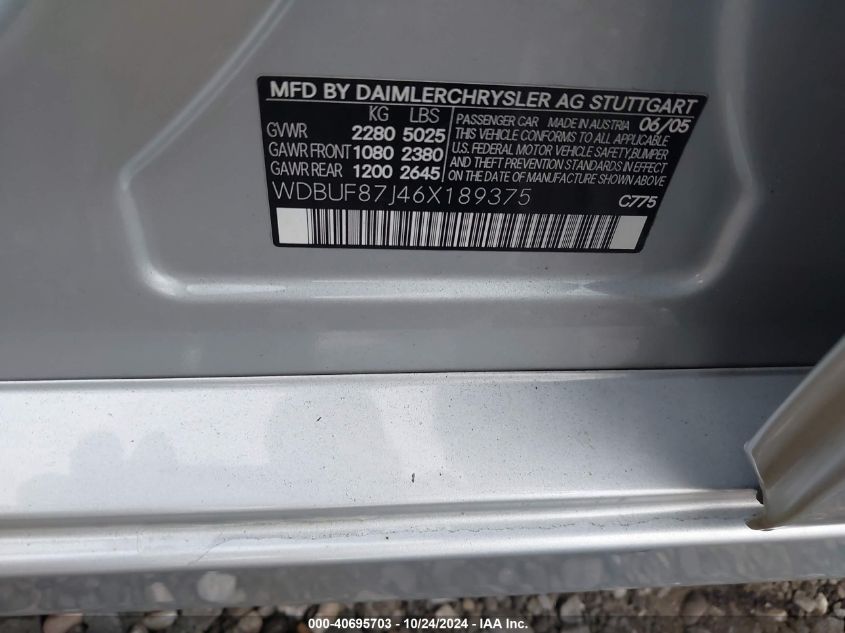 MFD BY DAIMLERCHRYSLER AG STUTTGART
KG LBS
GVWR 2280 5025
GAWR FRONT 1080 2380
GAWR REAR 1200 2645
PASSENGER CAR MADE IN AUSTRIA 06/05
THIS VEHICLE CONFORMS TO ALL APPLICABLE
U.S. FEDERAL MOTOR VEHICLE SAFETY,BUMPER
AND THEFT PREVENTION STANDARDS IN EFFECT
ON THE DATE OF MANUFACTURE SHOWN ABOVE
WDBUF87J46X189375
C775
000-40695703 - 10/24/2024 - IAA Inc.